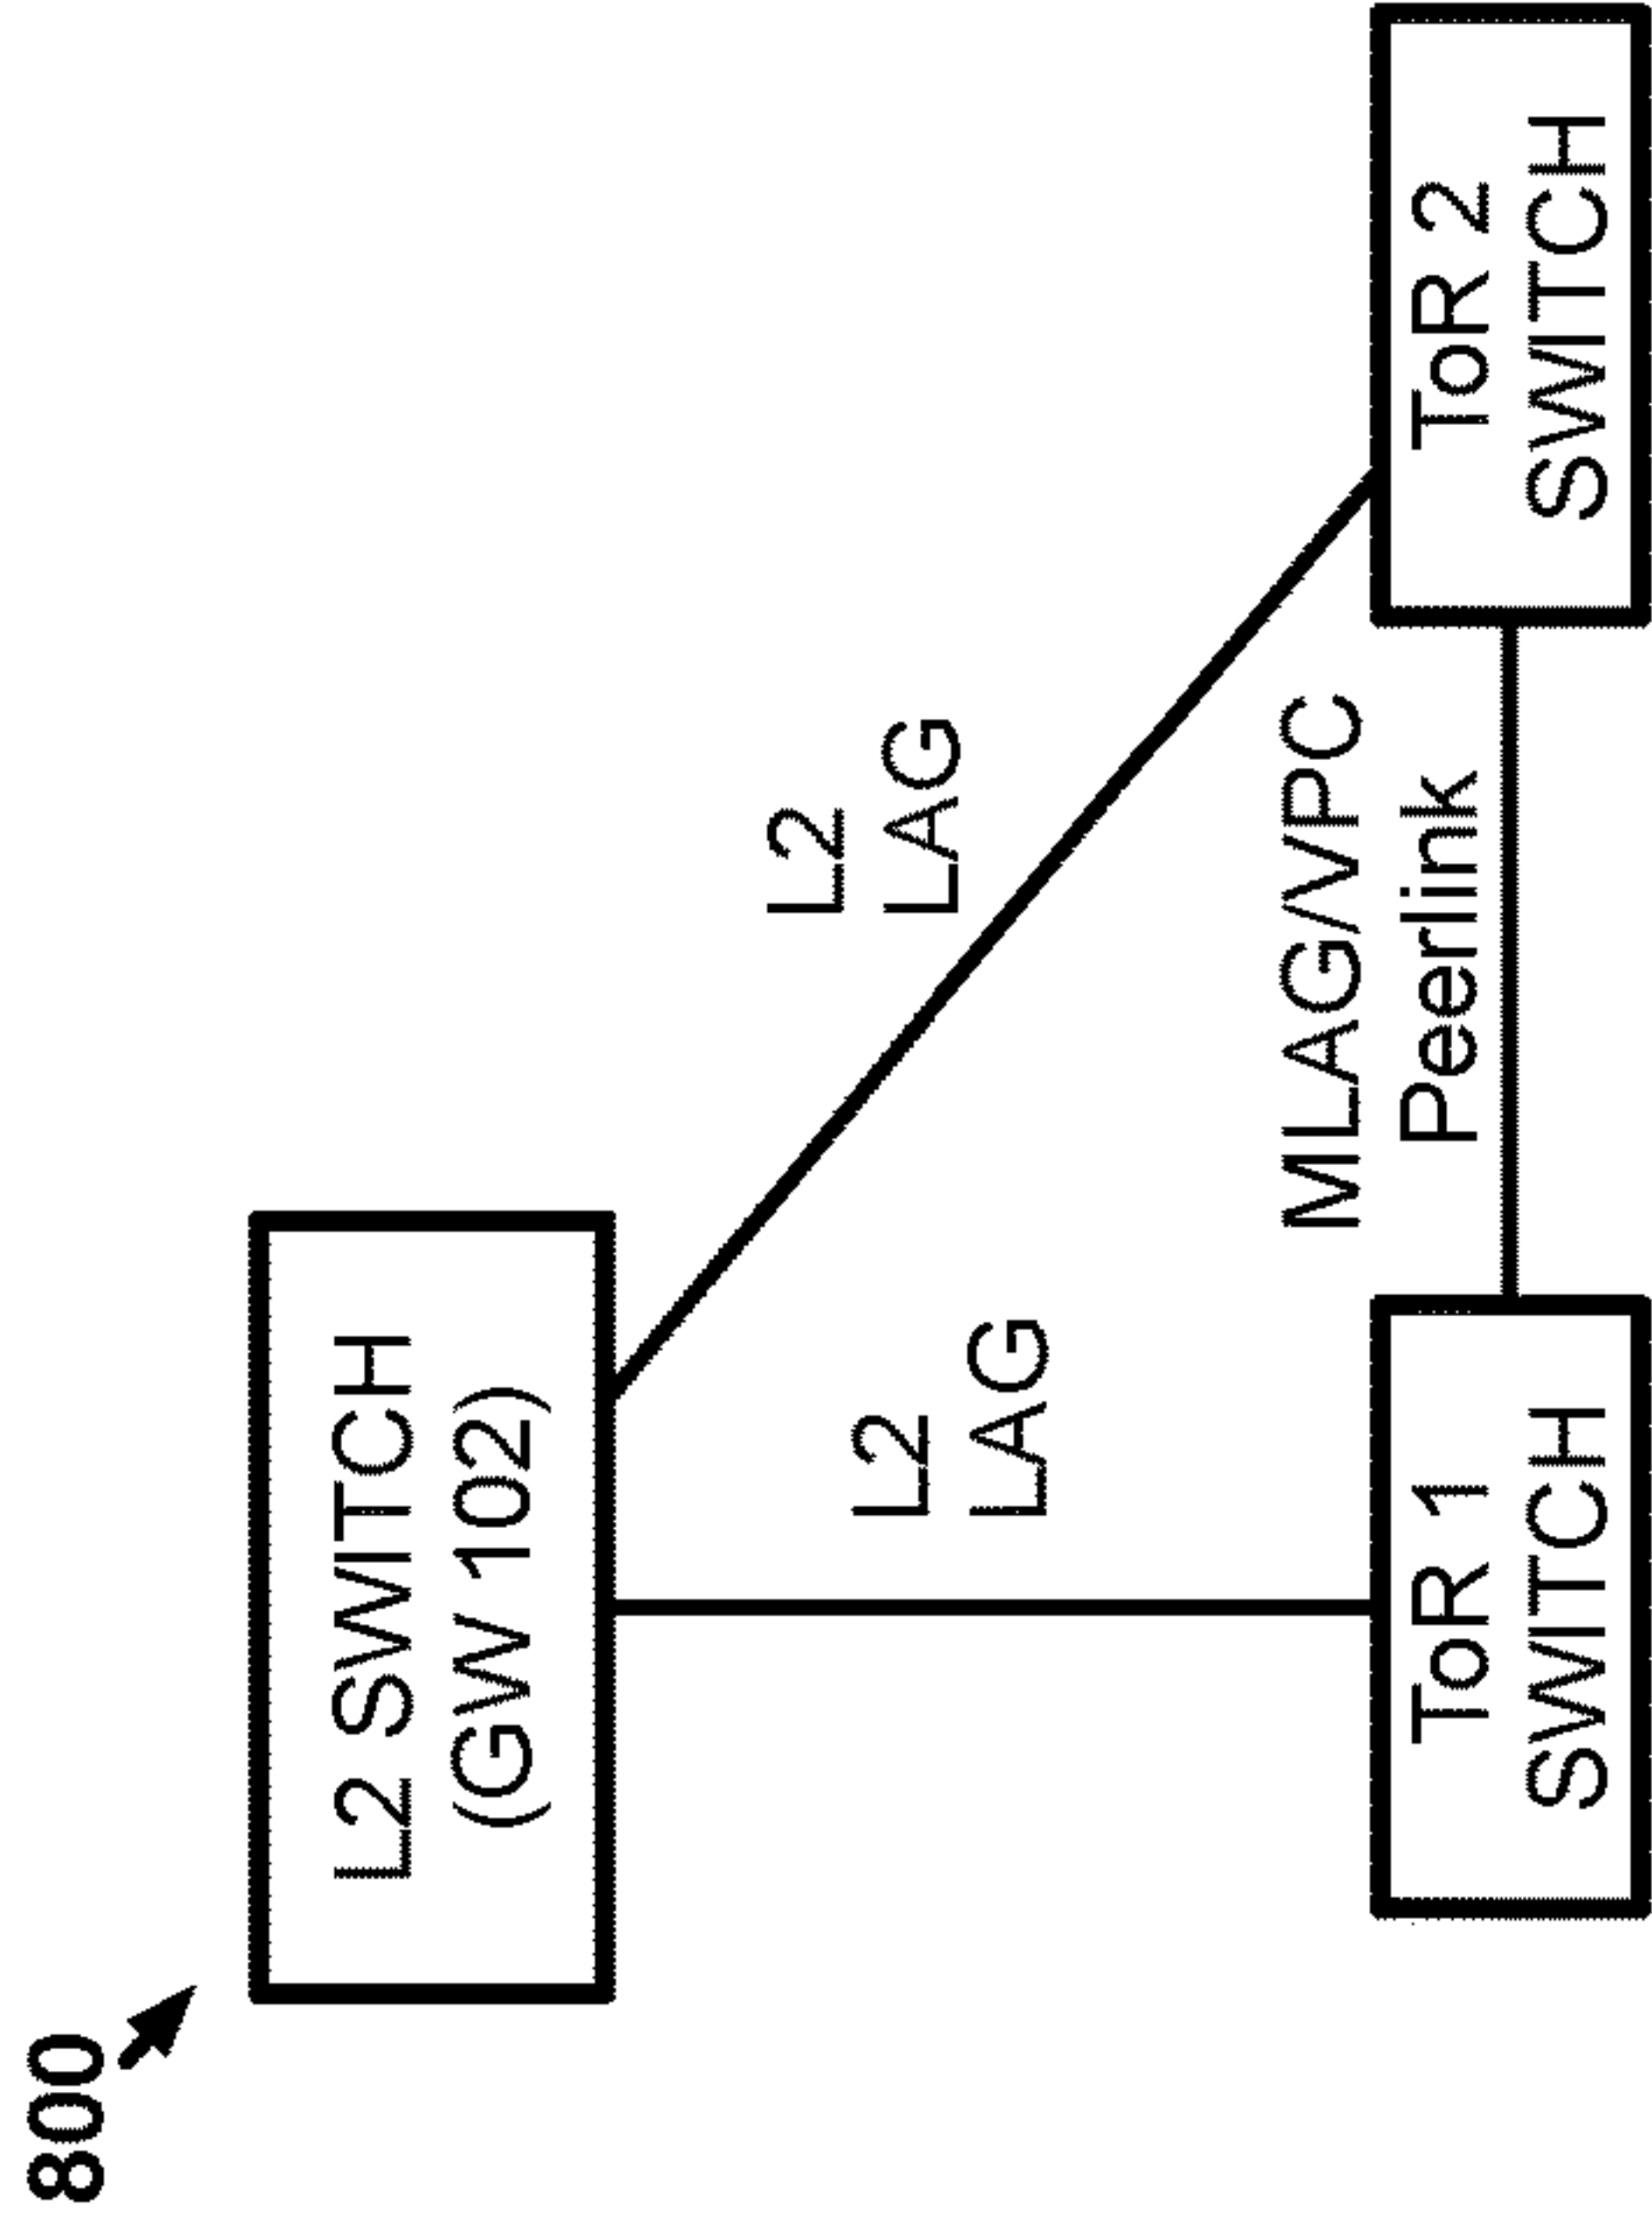 800
L2 SWITCH
(GW 102)
L2
LAG
L2
LAG
MLAG/VPC
Peerlink
ToR 1
SWITCH
ToR 2
SWITCH